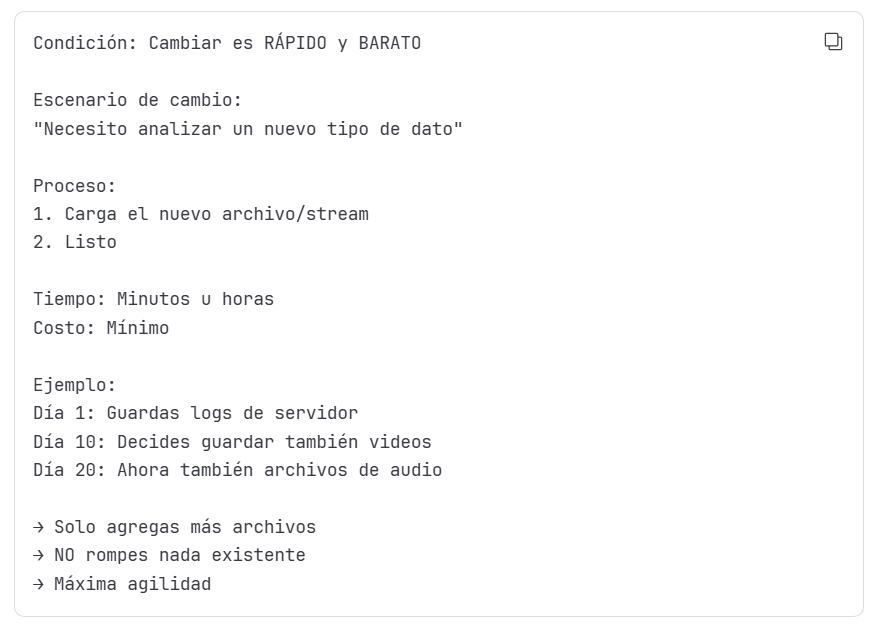 Condición: Cambiar es RÁPIDO y BARATO
Escenario de cambio:
"Necesito analizar un nuevo tipo de dato"
Proceso:
1. Carga el nuevo archivo/stream
2. Listo
Tiempo: Minutos u horas
Costo: Mínimo
Ejemplo:
Día 1: Guardas logs de servidor
Día 10: Decides guardar también videos
Día 20: Ahora también archivos de audio
→ Solo agregas más archivos
→ NO rompes nada existente
→ Máxima agilidad